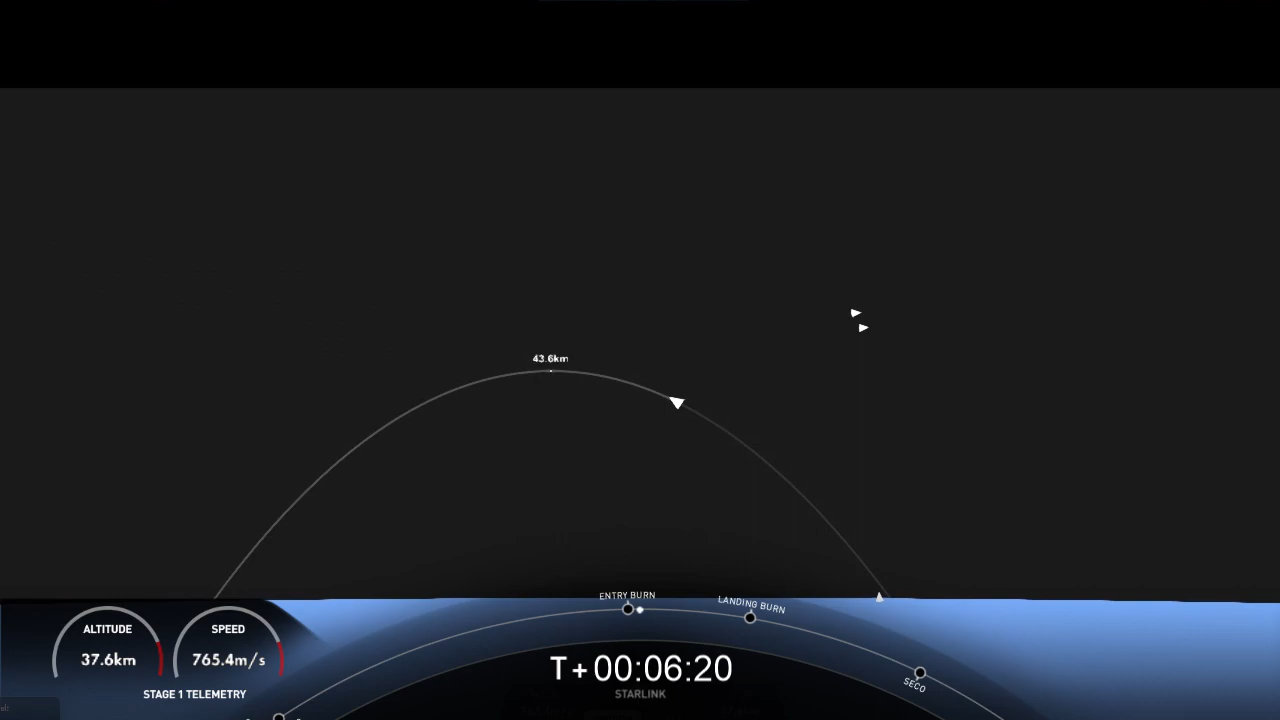 43.6km
ENTRY BURN
LANDING BURN
SECO
ALTITUDE
37.6km
SPEED
765.4m/s
STAGE 1 TELEMETRY
T+00:06:20
STARLINK